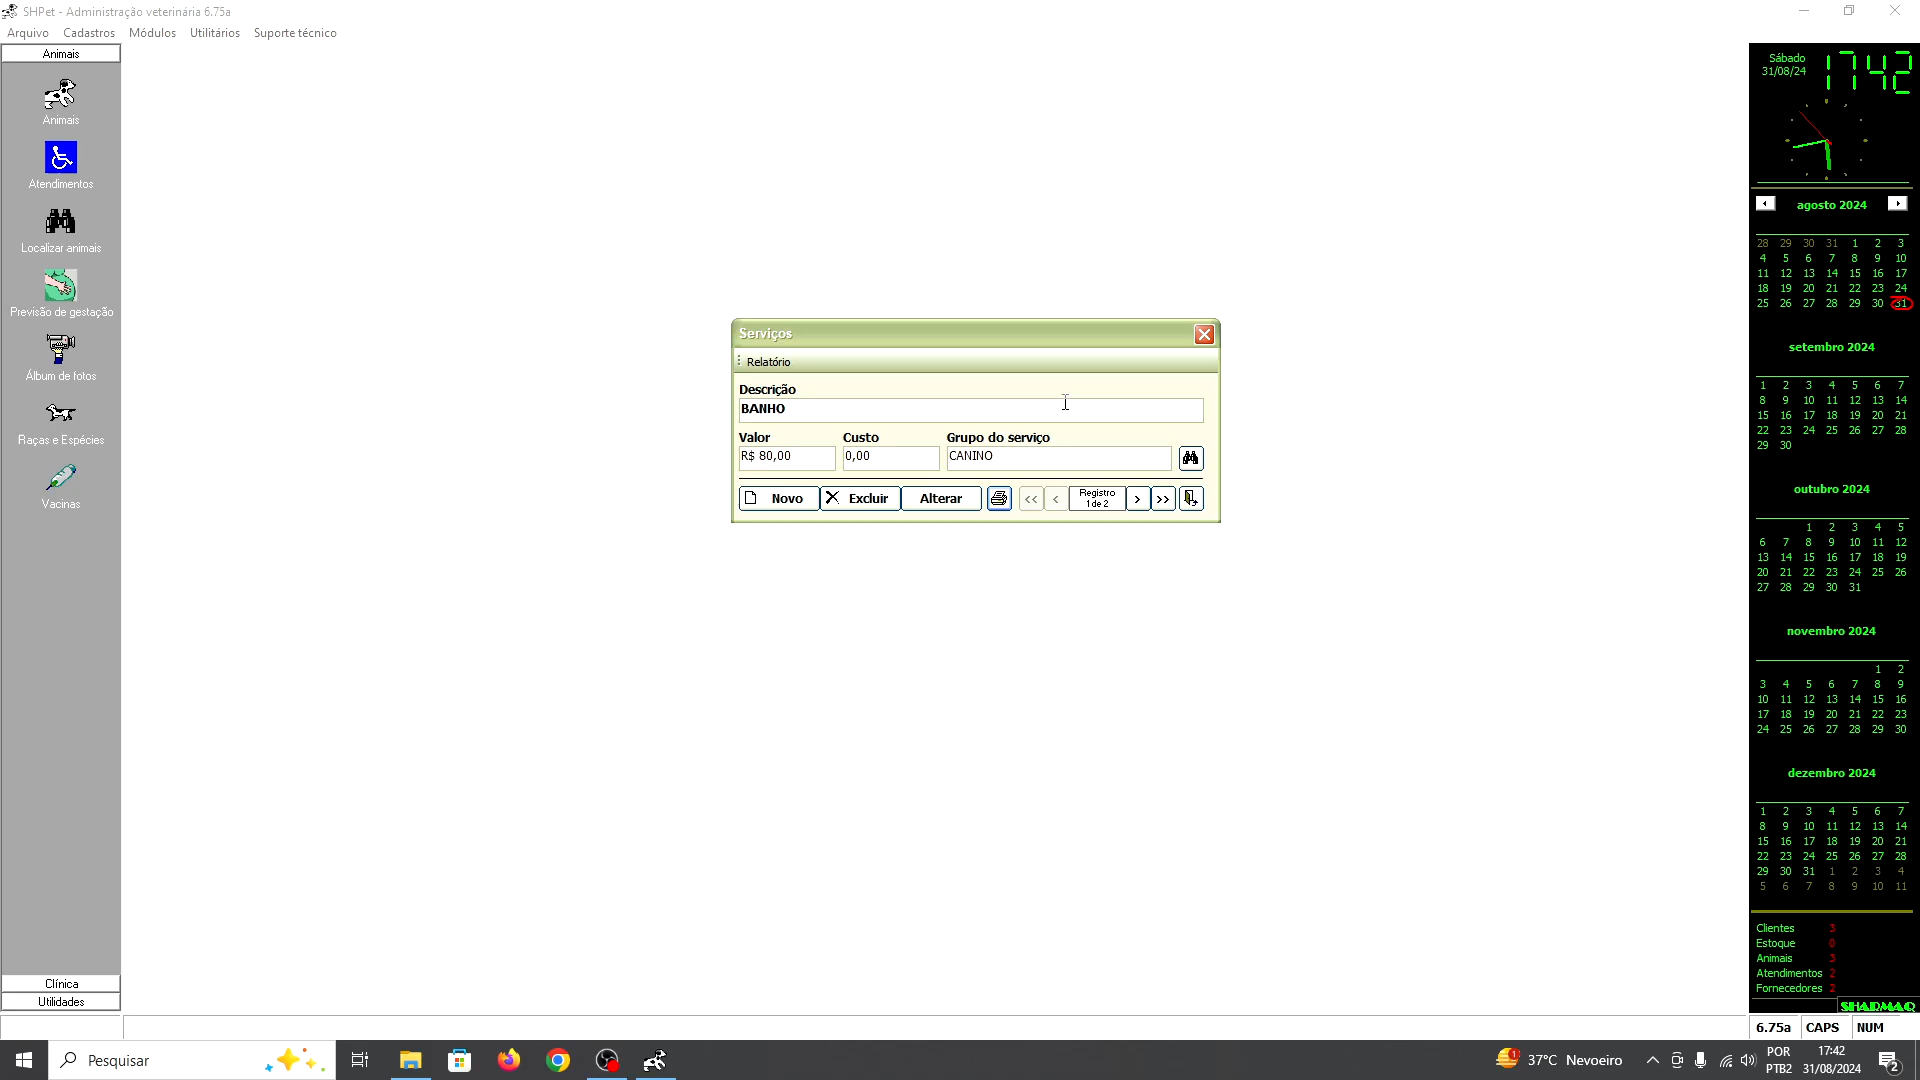 SHPet - Administração veterinária 6.75a
Arquivo Cadastros Módulos Utilitários Suporte técnico
Animais
Animais
Atendimentos
Localizar animais
Previsão de gestação
Álbum de fotos
Raças e Espécies
Vacinas
Clínica
Utilidades
Serviços
Relatório
Descrição
BANHO
Valor Custo Grupo do serviço
R$ 80,00 0,00 CANINO
Novo Excluir Alterar << < Registro 1 de 2 > >>
Sábado
31/08/24
17 42
agosto 2024
28 29 30 31 1 2 3
4 5 6 7 8 9 10
11 12 13 14 15 16 17
18 19 20 21 22 23 24
25 26 27 28 29 30 31
setembro 2024
1 2 3 4 5 6 7
8 9 10 11 12 13 14
15 16 17 18 19 20 21
22 23 24 25 26 27 28
29 30
outubro 2024
1 2 3 4 5
6 7 8 9 10 11 12
13 14 15 16 17 18 19
20 21 22 23 24 25 26
27 28 29 30 31
novembro 2024
1 2
3 4 5 6 7 8 9
10 11 12 13 14 15 16
17 18 19 20 21 22 23
24 25 26 27 28 29 30
dezembro 2024
1 2 3 4 5 6 7
8 9 10 11 12 13 14
15 16 17 18 19 20 21
22 23 24 25 26 27 28
29 30 31 1 2 3 4
5 6 7 8 9 10 11
Clientes 3
Estoque 0
Animais 3
Atendimentos 2
Fornecedores 2
SHARMAQ
6.75a CAPS NUM
Pesquisar
1
37°C Nevoeiro
POR
PTB2
17:42
31/08/2024
2